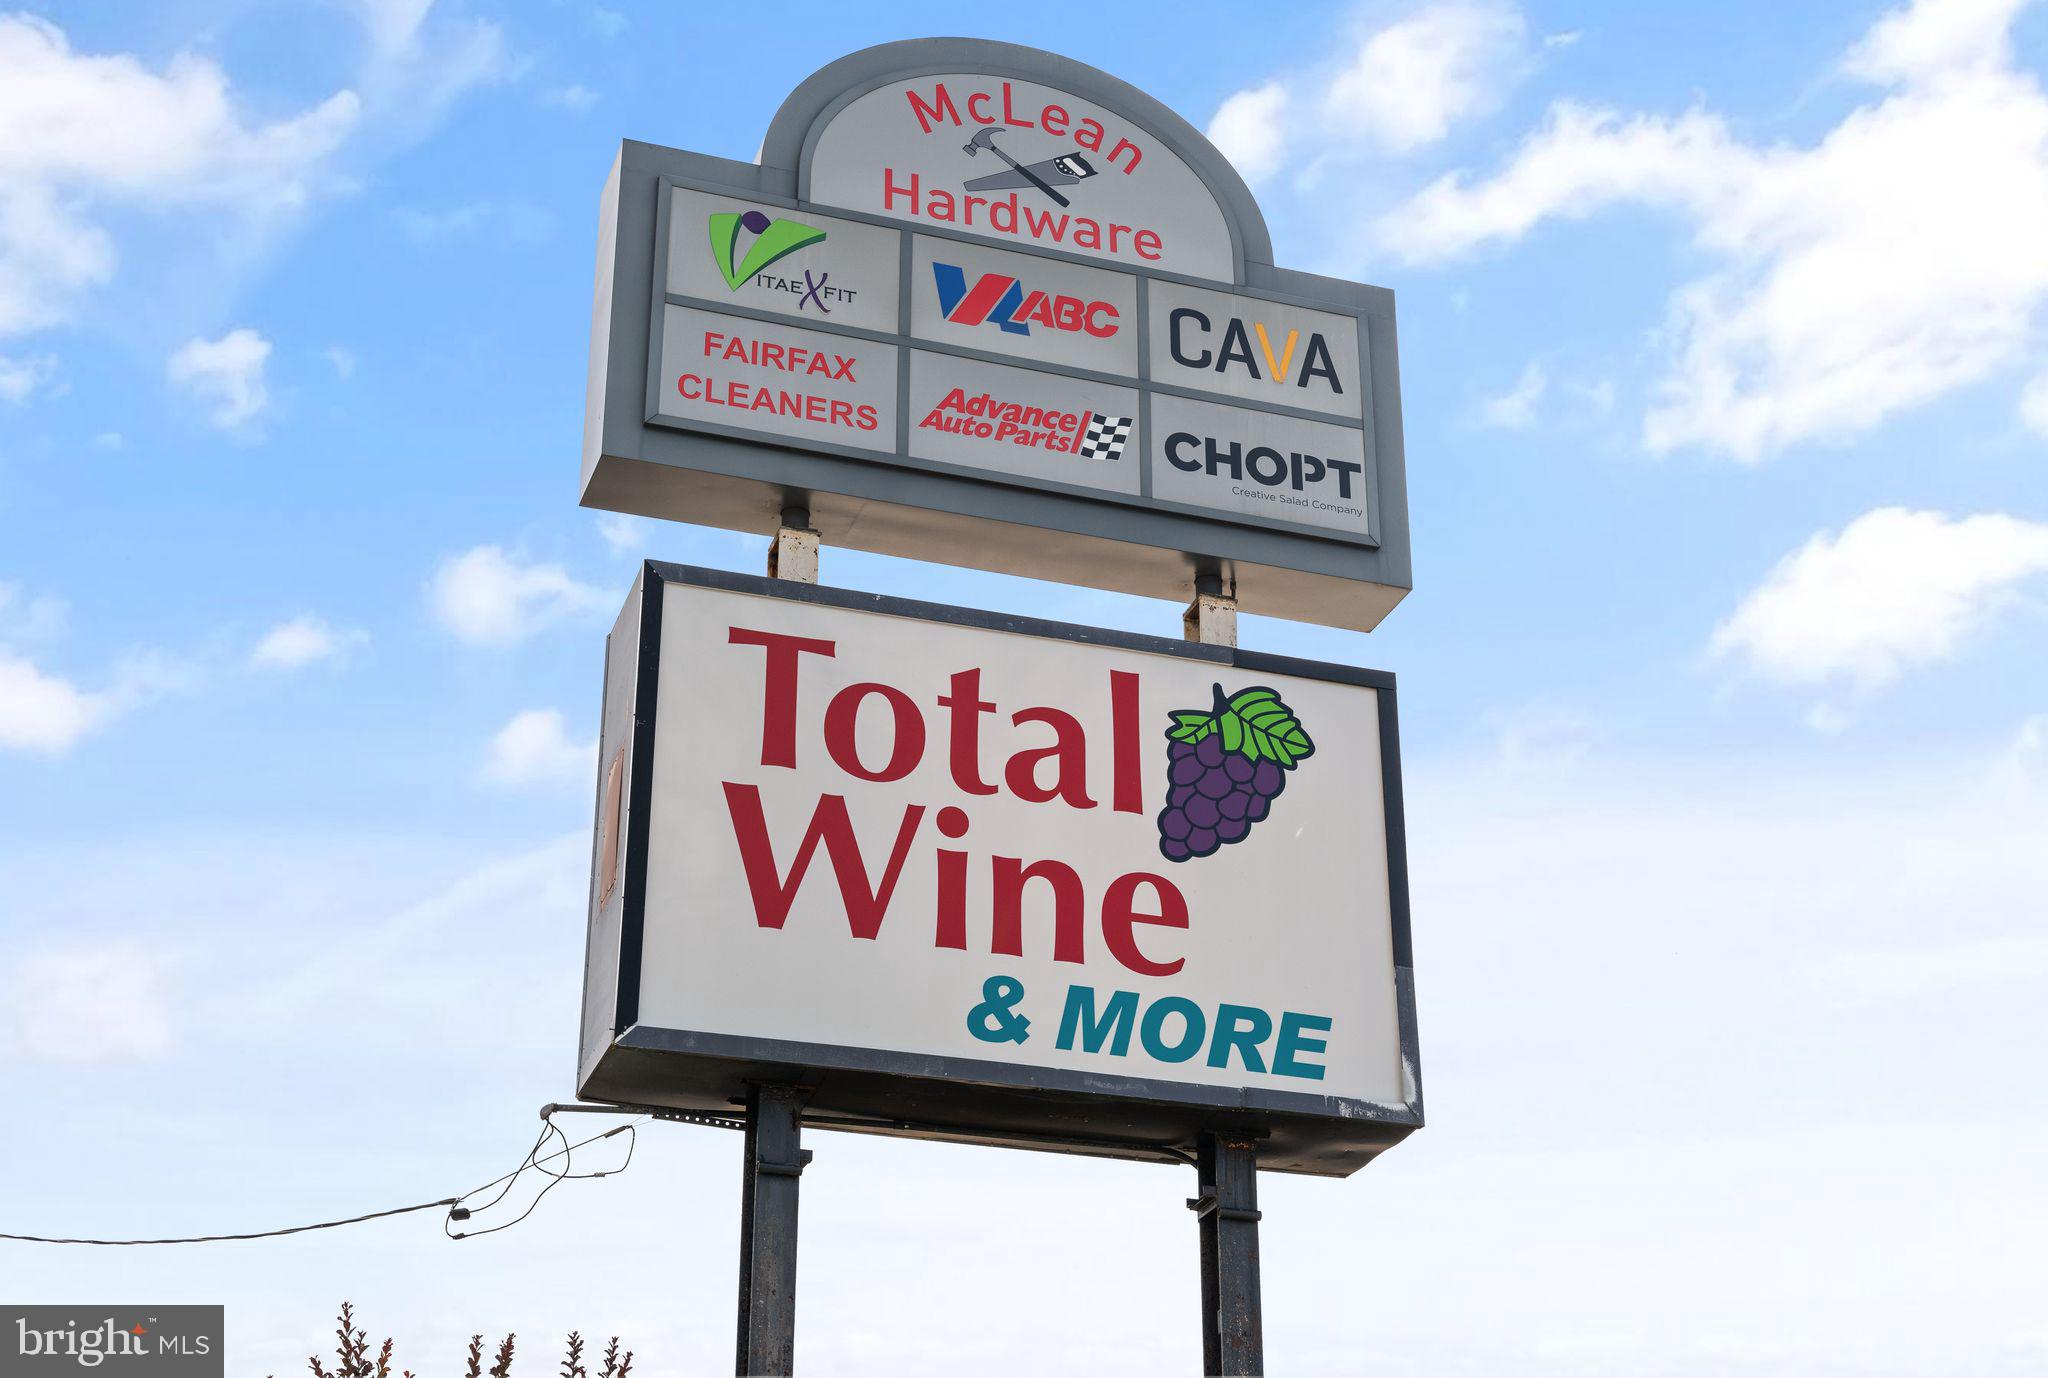 McLean
Hardware
VITAEXFIT
VA ABC
CAVA
FAIRFAX
CLEANERS
Advance
Auto Parts
CHOPT
Creative Salad Company
Total
Wine
& MORE
bright™ MLS